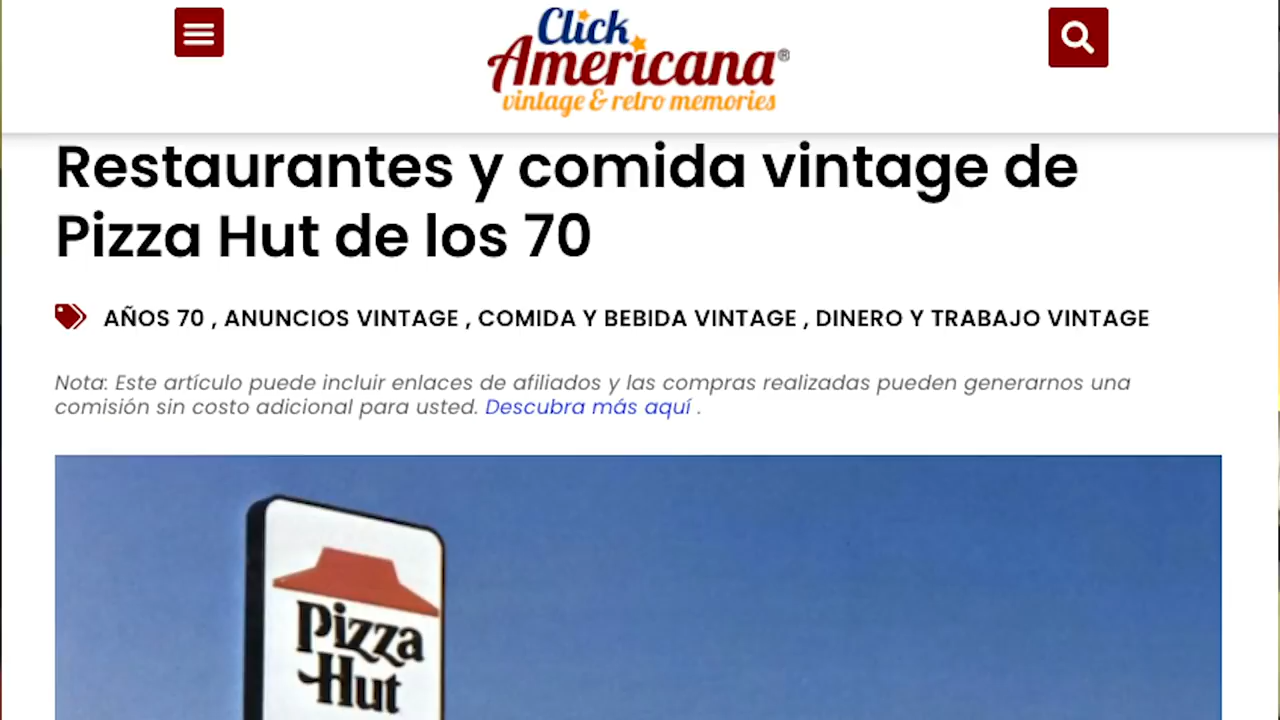 Click
Americana®
vintage & retro memories
Restaurantes y comida vintage de
Pizza Hut de los 70
AÑOS 70 , ANUNCIOS VINTAGE , COMIDA Y BEBIDA VINTAGE , DINERO Y TRABAJO VINTAGE
Nota: Este artículo puede incluir enlaces de afiliados y las compras realizadas pueden generarnos una
comisión sin costo adicional para usted. Descubra más aquí .
Pizza
Hut